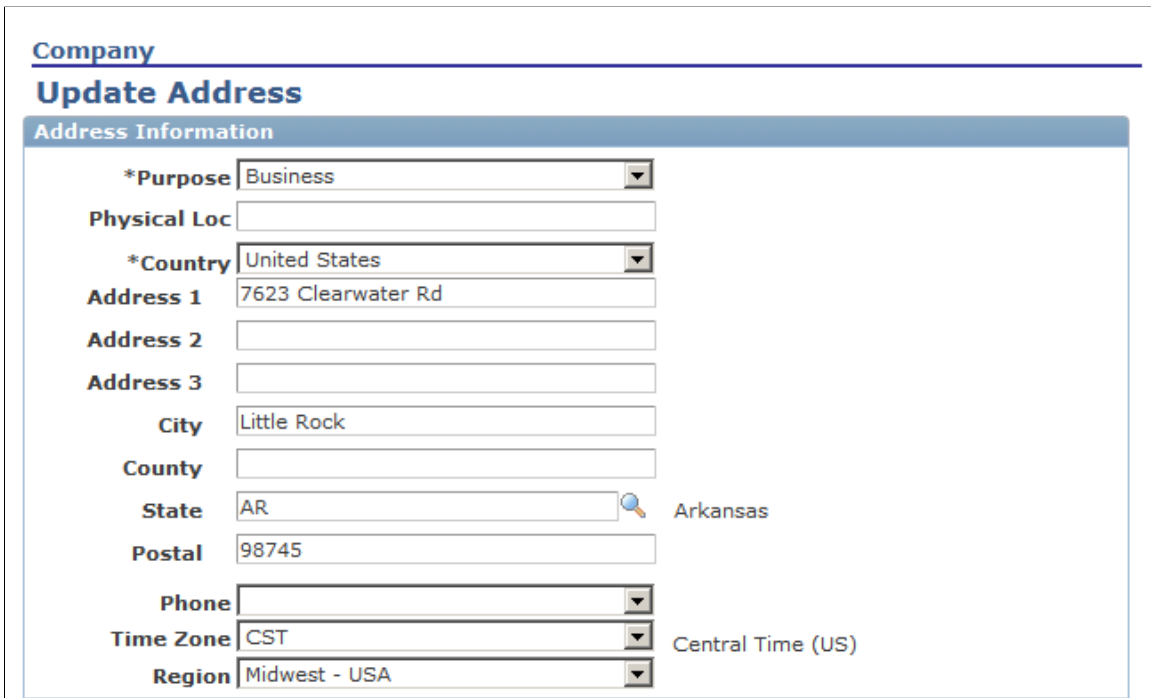 Company
Update Address
Address Information
*Purpose Business
Physical Loc
*Country United States
Address 1 7623 Clearwater Rd
Address 2
Address 3
City Little Rock
County
State AR Arkansas
Postal 98745
Phone
Time Zone CST Central Time (US)
Region Midwest - USA